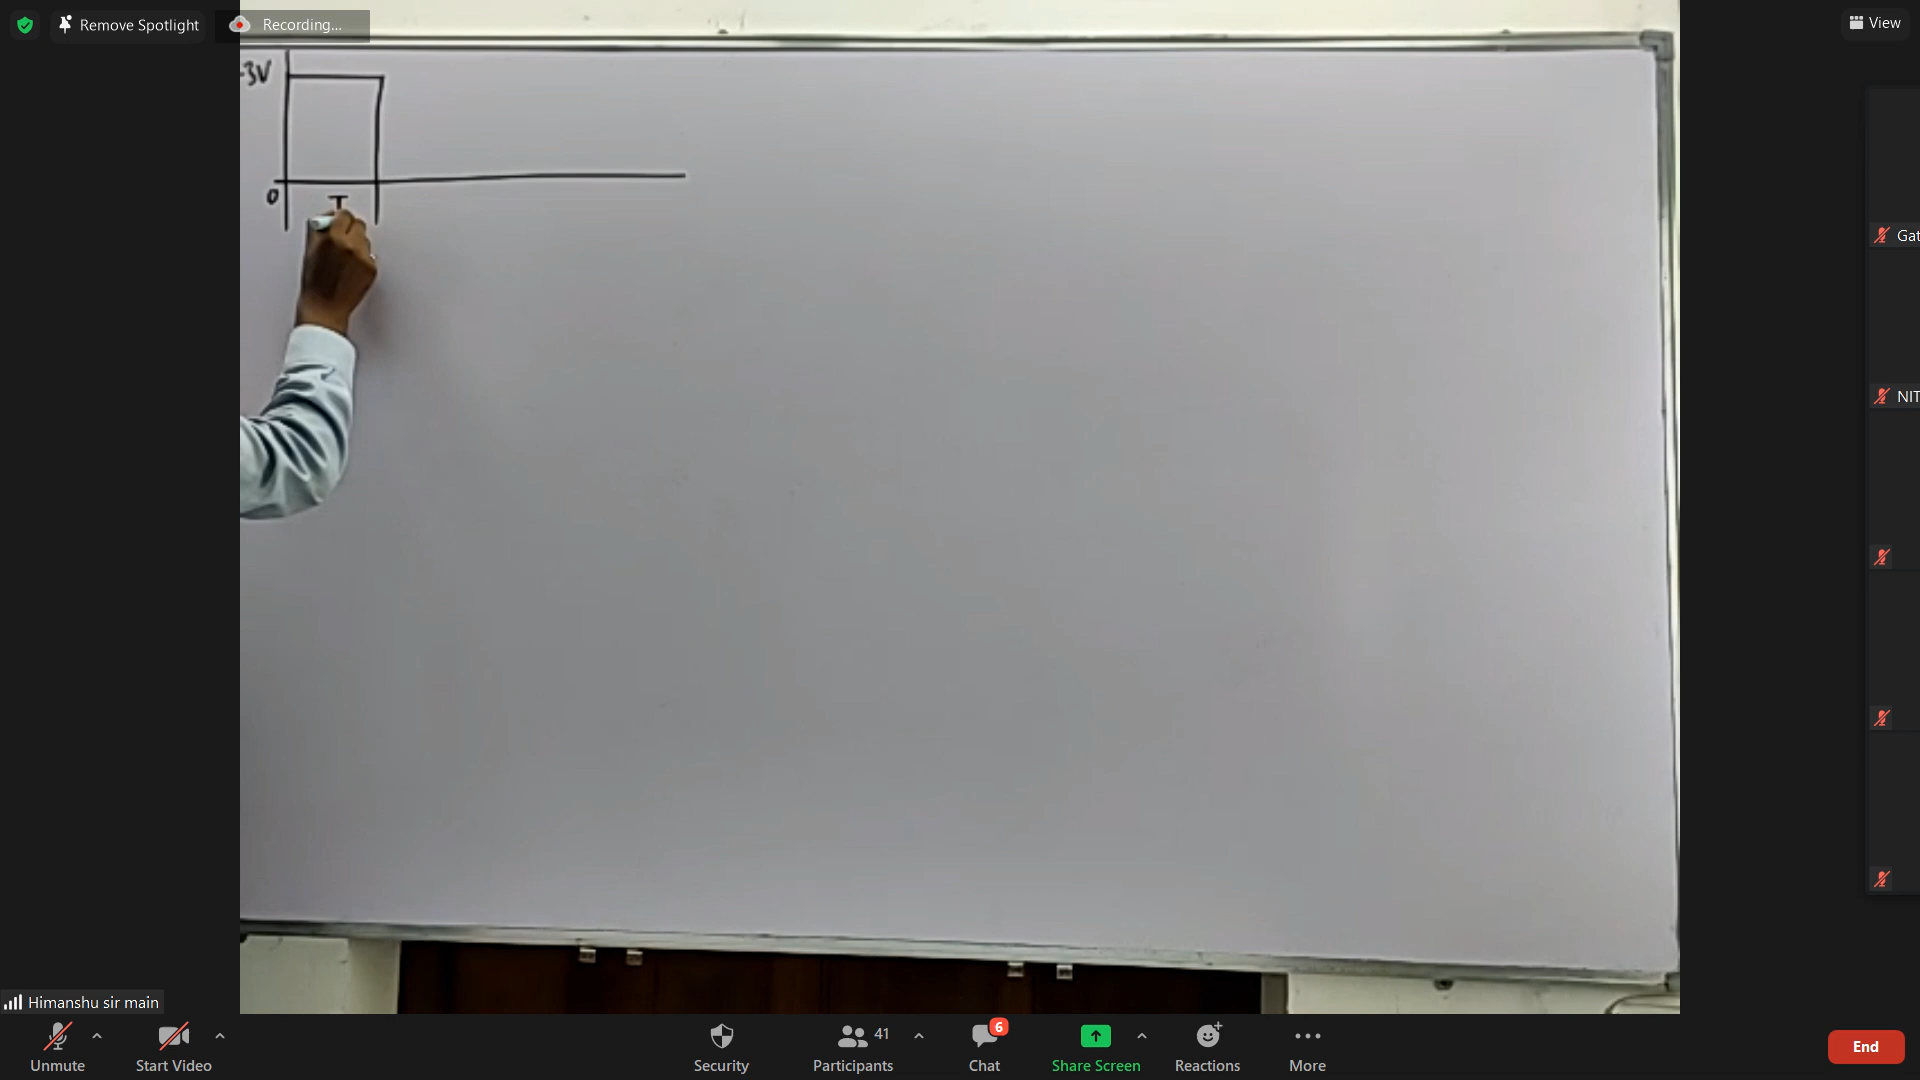 Remove Spotlight
Recording...
View
-3V
0
T
Gat
NIT
Himanshu sir main
Unmute
Start Video
Security
41
Participants
6
Chat
Share Screen
Reactions
More
End